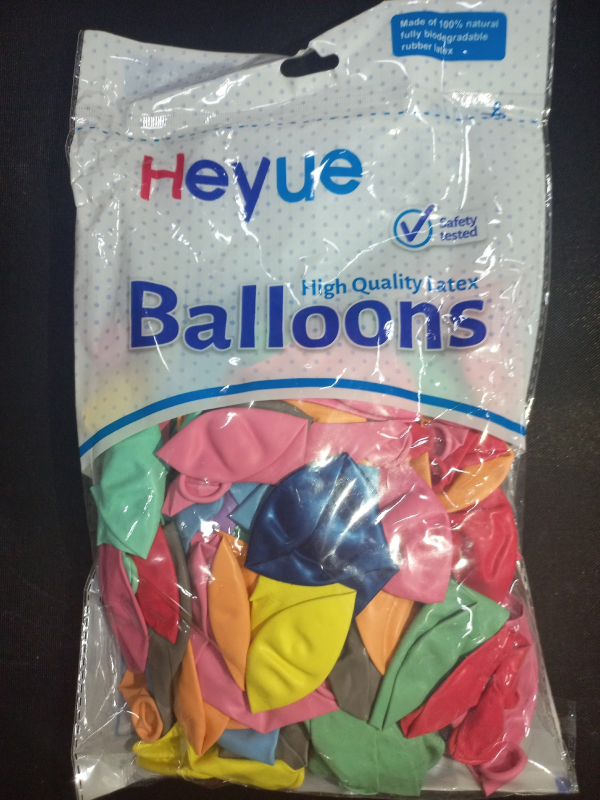 Made of 100% natural
fully biodegradable
rubber latex
Heyue
Safety
tested
High Quality Latex
Balloons